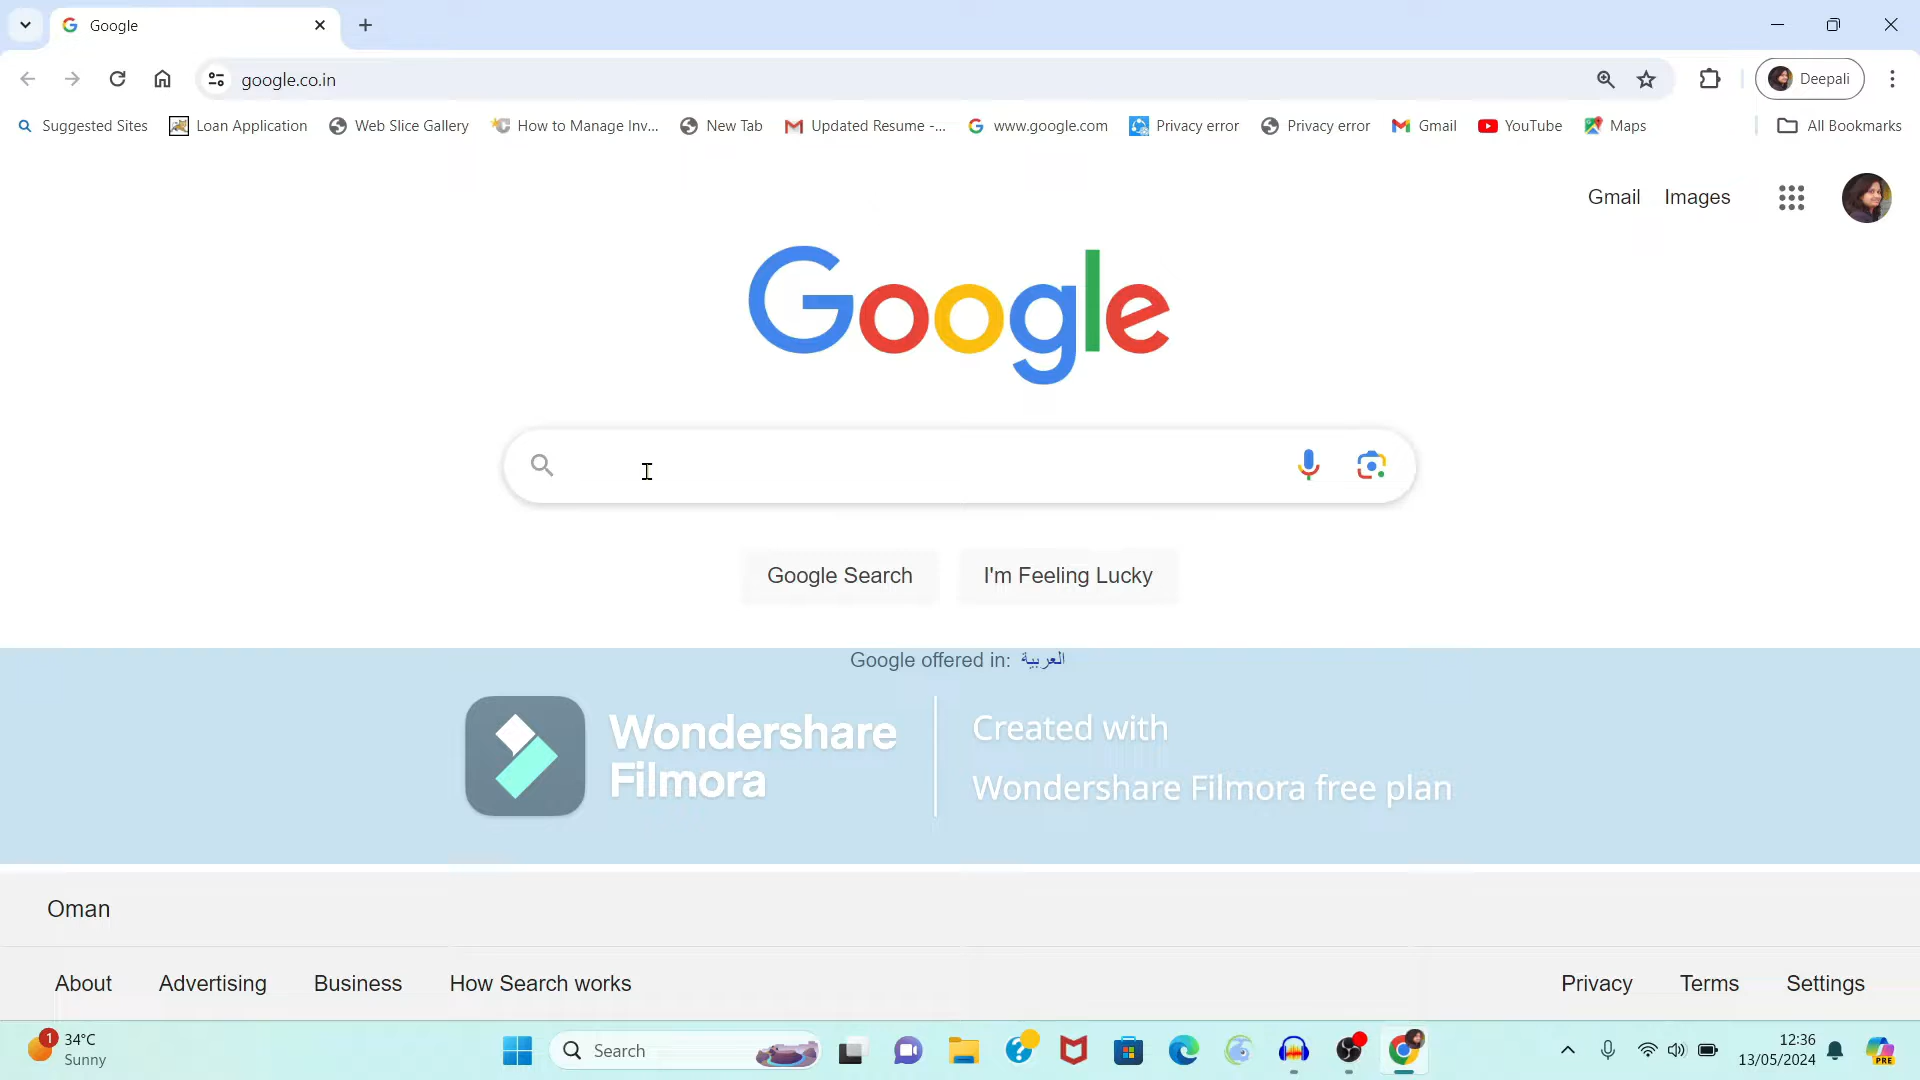 Google
google.co.in
Deepali
Suggested Sites
Loan Application
Web Slice Gallery
How to Manage Inv...
New Tab
Updated Resume -...
www.google.com
Privacy error
Privacy error
Gmail
YouTube
Maps
All Bookmarks
Gmail
Images
Google
Google Search
I'm Feeling Lucky
Google offered in: العربية
Wondershare
Filmora
Created with
Wondershare Filmora free plan
Oman
About
Advertising
Business
How Search works
Privacy
Terms
Settings
1
34°C
Sunny
Search
12:36
13/05/2024
PRE